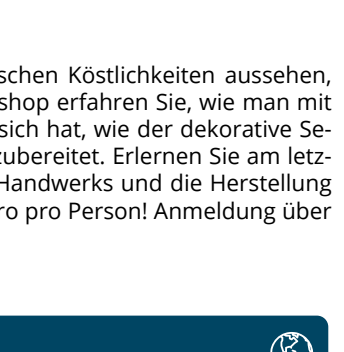 schen Köstlichkeiten aussehen,
shop erfahren Sie, wie man mit
sich hat, wie der dekorative Se-
zubereitet. Erlernen Sie am letz-
Handwerks und die Herstellung
ro pro Person! Anmeldung über